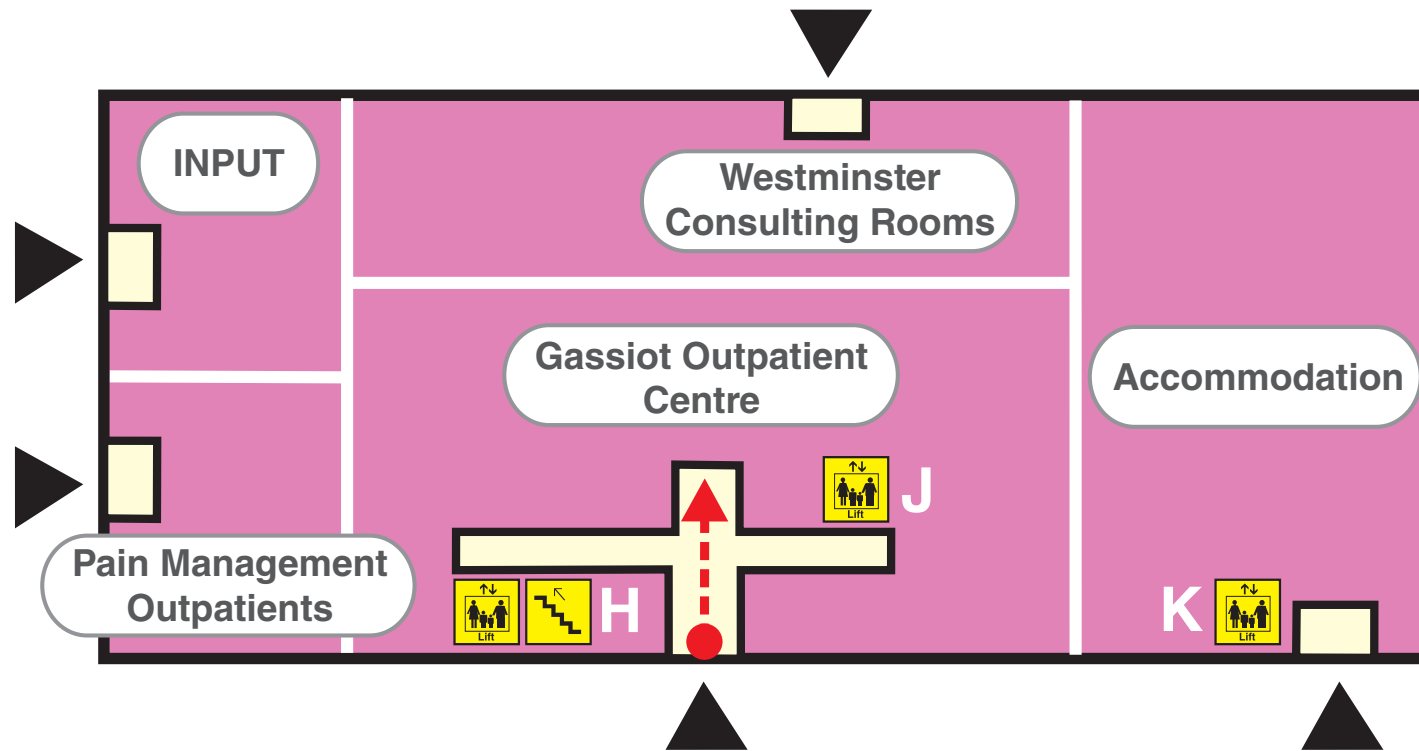 INPUT
Westminster
Consulting Rooms
Gassiot Outpatient
Centre
Accommodation
Lift
J
Pain Management
Outpatients
Lift
H
K
Lift